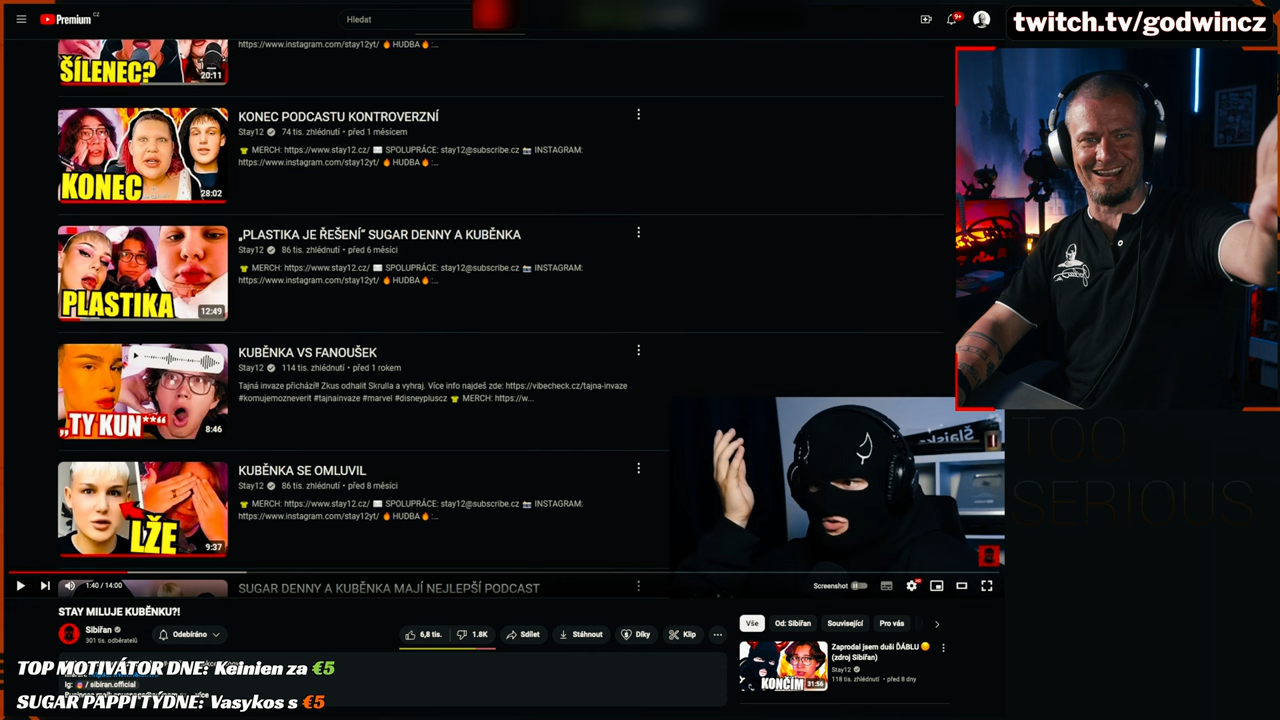 Premium CZ
Hledat
9+
twitch.tv/godwincz
https://www.instagram.com/stay12yt/ 🔥 HUDBA 🔥 :...
ŠÍLENEC?
20:11
KONEC PODCASTU KONTROVERZNÍ
Stay12 74 tis. zhlédnutí • před 1 měsícem
👕 MERCH: https://www.stay12.cz/ ✉️ SPOLUPRÁCE: stay12@subscribe.cz 📷 INSTAGRAM:
https://www.instagram.com/stay12yt/ 🔥 HUDBA 🔥 :...
KONEC
28:02
„PLASTIKA JE ŘEŠENÍ“ SUGAR DENNY A KUBĚNKA
Stay12 86 tis. zhlédnutí • před 6 měsíci
👕 MERCH: https://www.stay12.cz/ ✉️ SPOLUPRÁCE: stay12@subscribe.cz 📷 INSTAGRAM:
https://www.instagram.com/stay12yt/ 🔥 HUDBA 🔥 :...
PLASTIKA
12:49
KUBĚNKA VS FANOUŠEK
Stay12 114 tis. zhlédnutí • před 1 rokem
Tajná invaze přichází!! Zkus odhalit Skrulla a vyhraj. Více info najdeš zde: https://vibecheck.cz/tajna-invaze
#komujemozneverit #tajnainvaze #marvel #disneypluscz 👕 MERCH: https://w...
„TY KUN**“
8:46
KUBĚNKA SE OMLUVIL
Stay12 86 tis. zhlédnutí • před 8 měsíci
👕 MERCH: https://www.stay12.cz/ ✉️ SPOLUPRÁCE: stay12@subscribe.cz 📷 INSTAGRAM:
https://www.instagram.com/stay12yt/ 🔥 HUDBA 🔥 :...
LŽE
9:37
TOO
SERIOUS
SUGAR DENNY A KUBĚNKA MAJÍ NEJLEPŠÍ PODCAST
1:40 / 14:00
Screenshot
STAY MILUJE KUBĚNKU?!
Sibiřan
301 tis. odběratelů
Odebíráno
6,8 tis.
1.8K
Sdílet
Stáhnout
Díky
Klip
Vše
Od: Sibiřan
Související
Pro vás
Zaprodal jsem duši ĎÁBLU
(zdroj Sibiřan)
Stay12
118 tis. zhlédnutí • před 8 dny
KONČÍM
31:56
TOP MOTIVÁTOR DNE: Keinien za €5
Ig: / sibiran.official
SUGAR PAPPI TÝDNE: Vasykos s €5